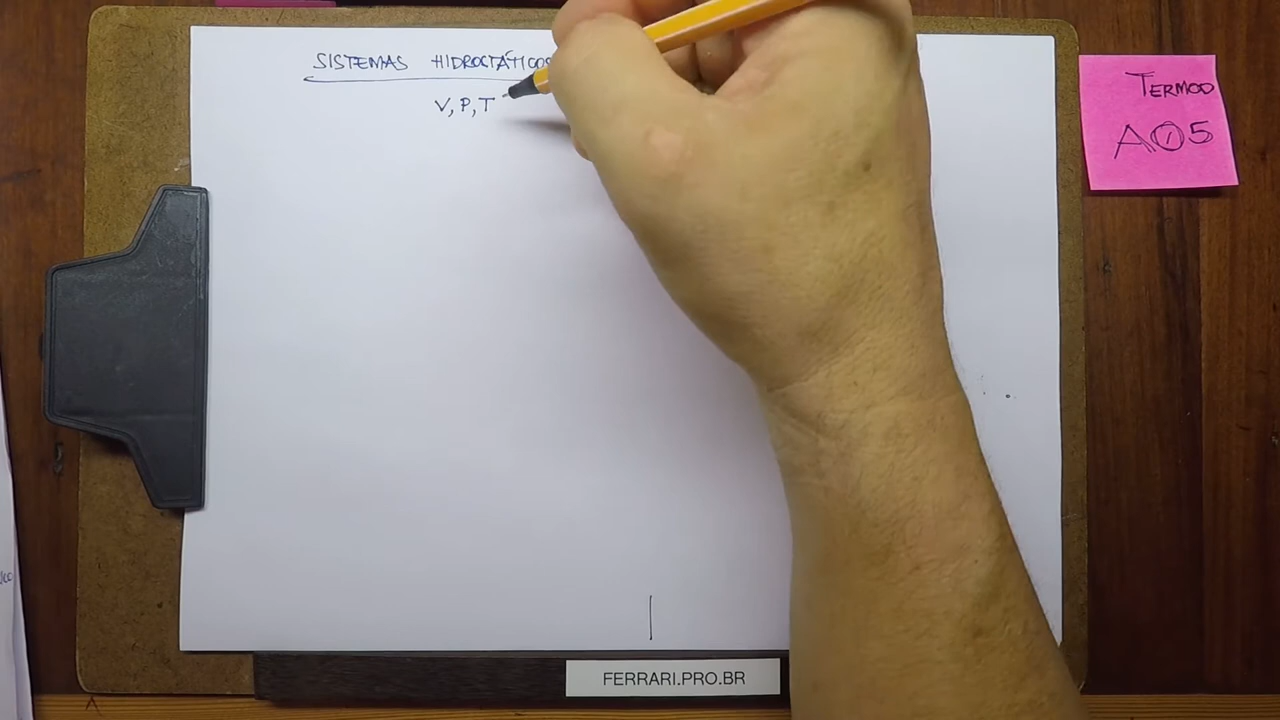 SISTEMAS HIDROSTÁTICOS
V, P, T
TERMOD
A05
FERRARI.PRO.BR